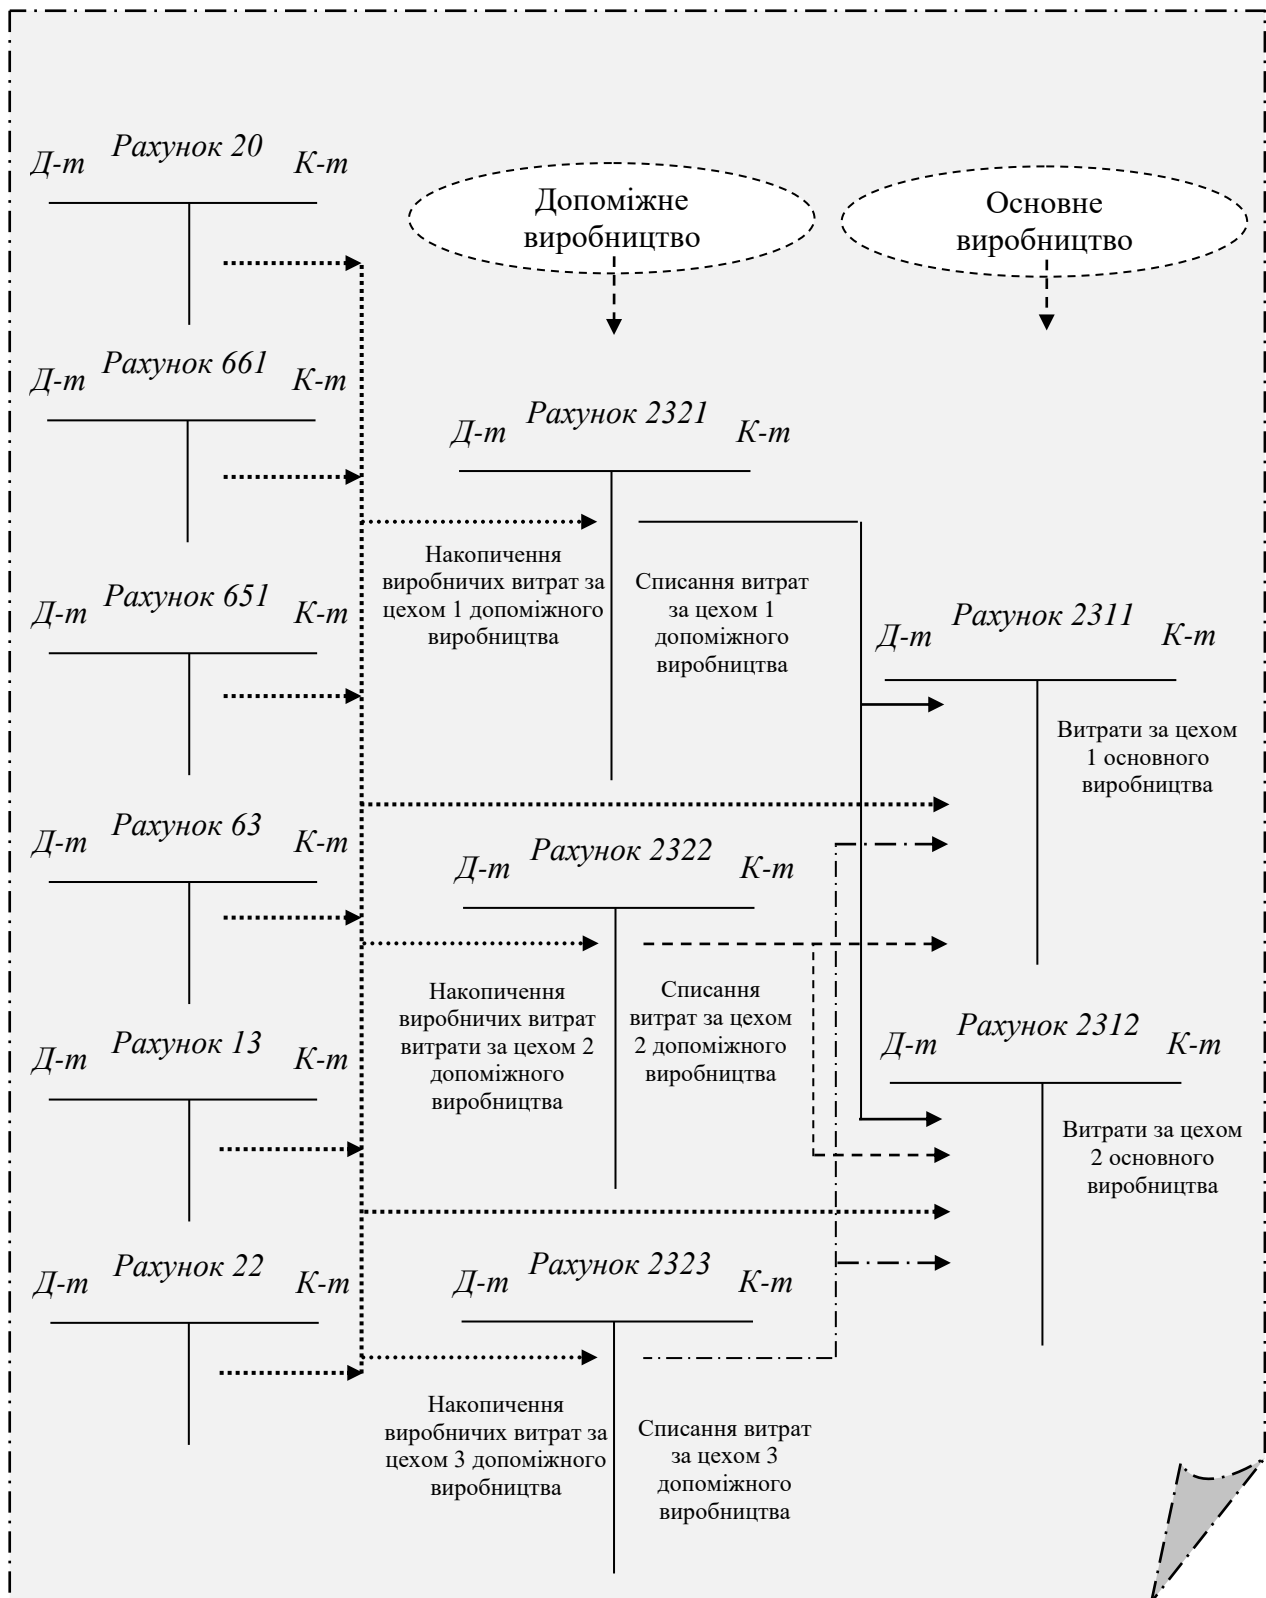 Д-т Рахунок 20 К-т
Д-т Рахунок 661 К-т
Д-т Рахунок 651 К-т
Д-т Рахунок 63 К-т
Д-т Рахунок 13 К-т
Д-т Рахунок 22 К-т
Допоміжне
виробництво
Д-т Рахунок 2321 К-т
Накопичення
виробничих витрат за
цехом 1 допоміжного
виробництва
Списання витрат
за цехом 1
допоміжного
виробництва
Д-т Рахунок 2322 К-т
Накопичення
виробничих витрат
витрати за цехом 2
допоміжного
виробництва
Списання
витрат за цехом
2 допоміжного
виробництва
Д-т Рахунок 2323 К-т
Накопичення
виробничих витрат за
цехом 3 допоміжного
виробництва
Списання витрат
за цехом 3
допоміжного
виробництва
Основне
виробництво
Д-т Рахунок 2311 К-т
Витрати за цехом
1 основного
виробництва
Д-т Рахунок 2312 К-т
Витрати за цехом
2 основного
виробництва